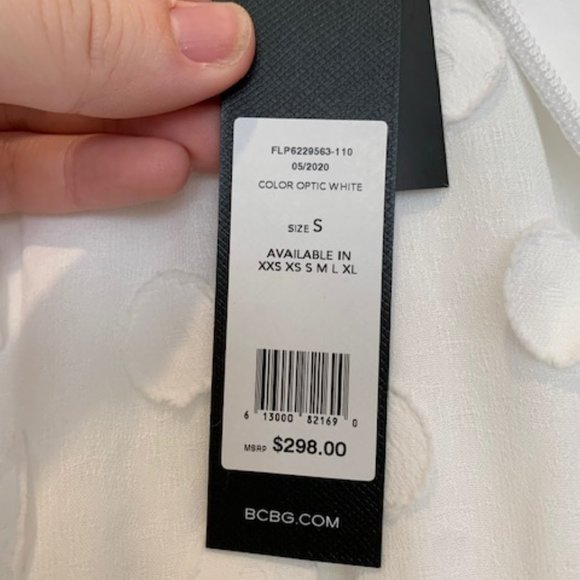 FLP6229563-110
05/2020
COLOR OPTIC WHITE
SIZE S
AVAILABLE IN
XXS XS S M L XL
6 13000 82169 0
MSRP $298.00
BCBG.COM